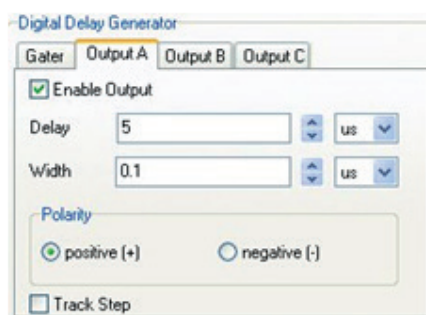 Digital Delay Generator
Gater Output A Output B Output C
Enable Output
Delay 5 us
Width 0.1 us
Polarity
positive (+) negative (-)
Track Step